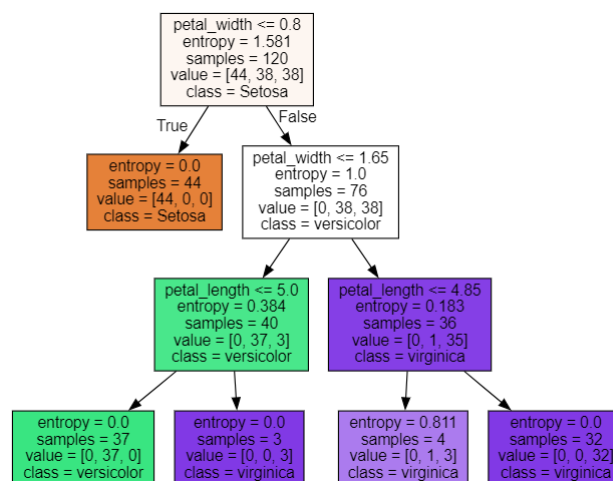 petal_width <= 0.8
entropy = 1.581
samples = 120
value = [44, 38, 38]
class = Setosa
True
False
entropy = 0.0
samples = 44
value = [44, 0, 0]
class = Setosa
petal_width <= 1.65
entropy = 1.0
samples = 76
value = [0, 38, 38]
class = versicolor
petal_length <= 5.0
entropy = 0.384
samples = 40
value = [0, 37, 3]
class = versicolor
petal_length <= 4.85
entropy = 0.183
samples = 36
value = [0, 1, 35]
class = virginica
entropy = 0.0
samples = 37
value = [0, 37, 0]
class = versicolor
entropy = 0.0
samples = 3
value = [0, 0, 3]
class = virginica
entropy = 0.811
samples = 4
value = [0, 1, 3]
class = virginica
entropy = 0.0
samples = 32
value = [0, 0, 32]
class = virginica